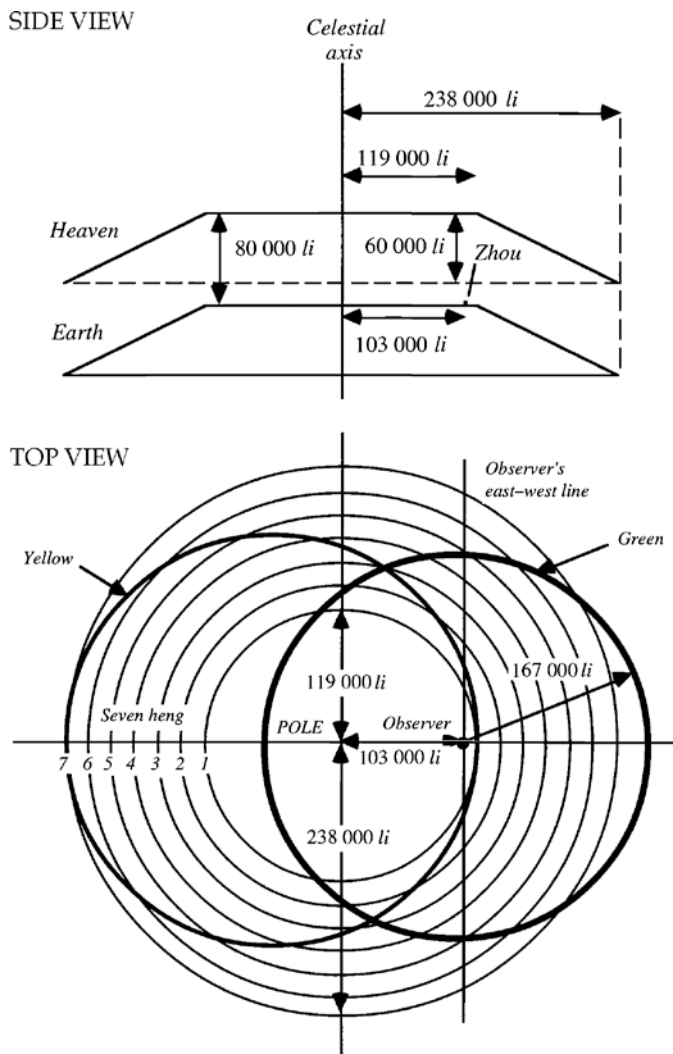 SIDE VIEW
Celestial
axis
238 000 li
119 000 li
Heaven
80 000 li
60 000 li
Zhou
Earth
103 000 li
TOP VIEW
Observer's
east–west line
Yellow
Green
119 000 li
167 000 li
Seven heng
POLE
Observer
7 6 5 4 3 2 1
103 000 li
238 000 li